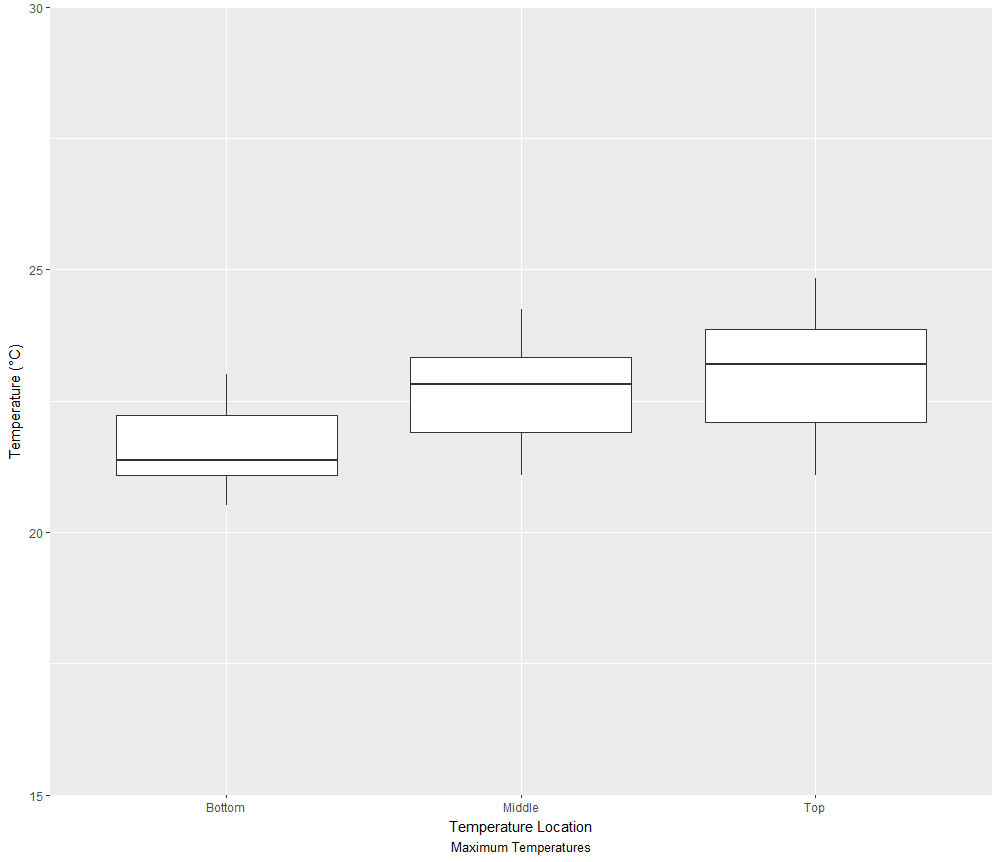 30
25
20
15
Temperature (°C)
Bottom Middle Top
Temperature Location
Maximum Temperatures